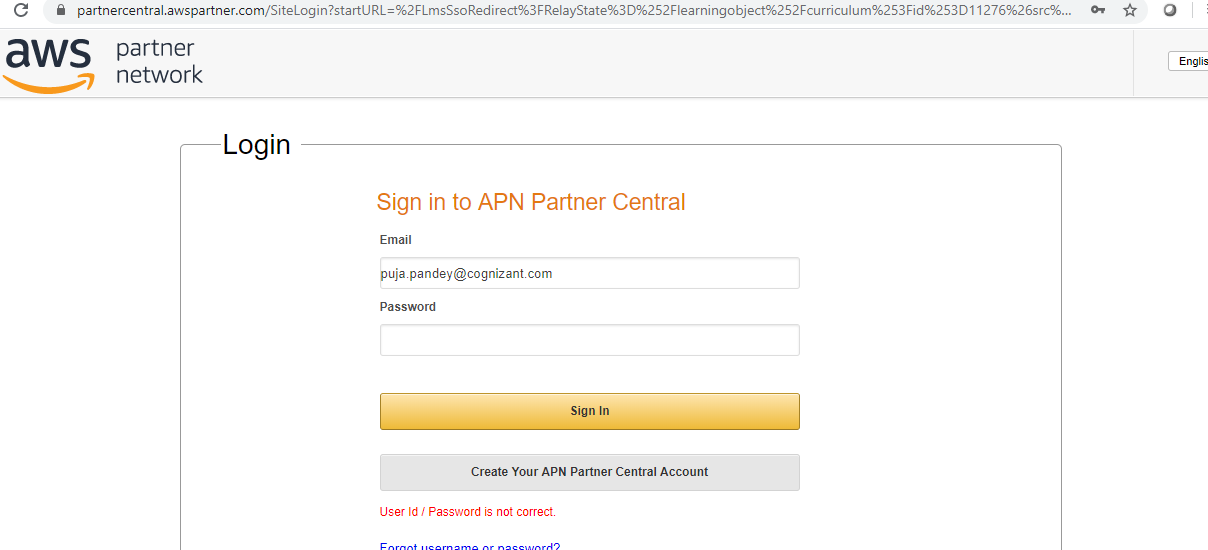 partnercentral.awspartner.com/SiteLogin?startURL=%2FLmsSsoRedirect%3FRelayState%3D%252Flearningobject%252Fcurriculum%253Fid%253D11276%26src%...
aws partner
network
Englis
Login
Sign in to APN Partner Central
Email
puja.pandey@cognizant.com
Password
Sign In
Create Your APN Partner Central Account
User Id / Password is not correct.
Forgot username or password?